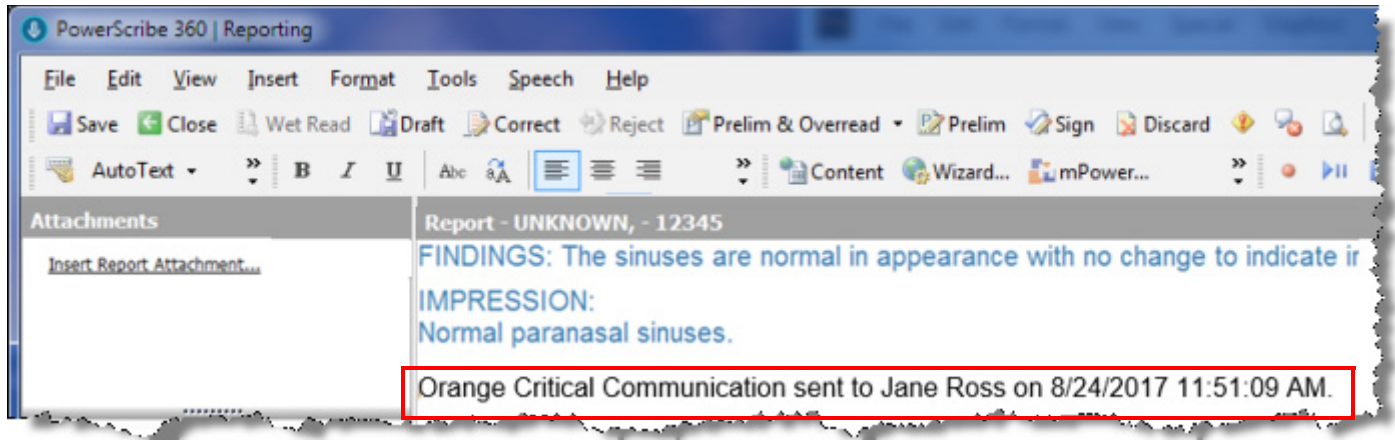 PowerScribe 360 | Reporting
File Edit View Insert Format Tools Speech Help
Save Close Wet Read Draft Correct Reject Prelim & Overread Prelim Sign Discard
AutoText B I U Abc Content Wizard... mPower...
Attachments
Report - UNKNOWN, - 12345
Insert Report Attachment...
FINDINGS: The sinuses are normal in appearance with no change to indicate
IMPRESSION:
Normal paranasal sinuses.
Orange Critical Communication sent to Jane Ross on 8/24/2017 11:51:09 AM.